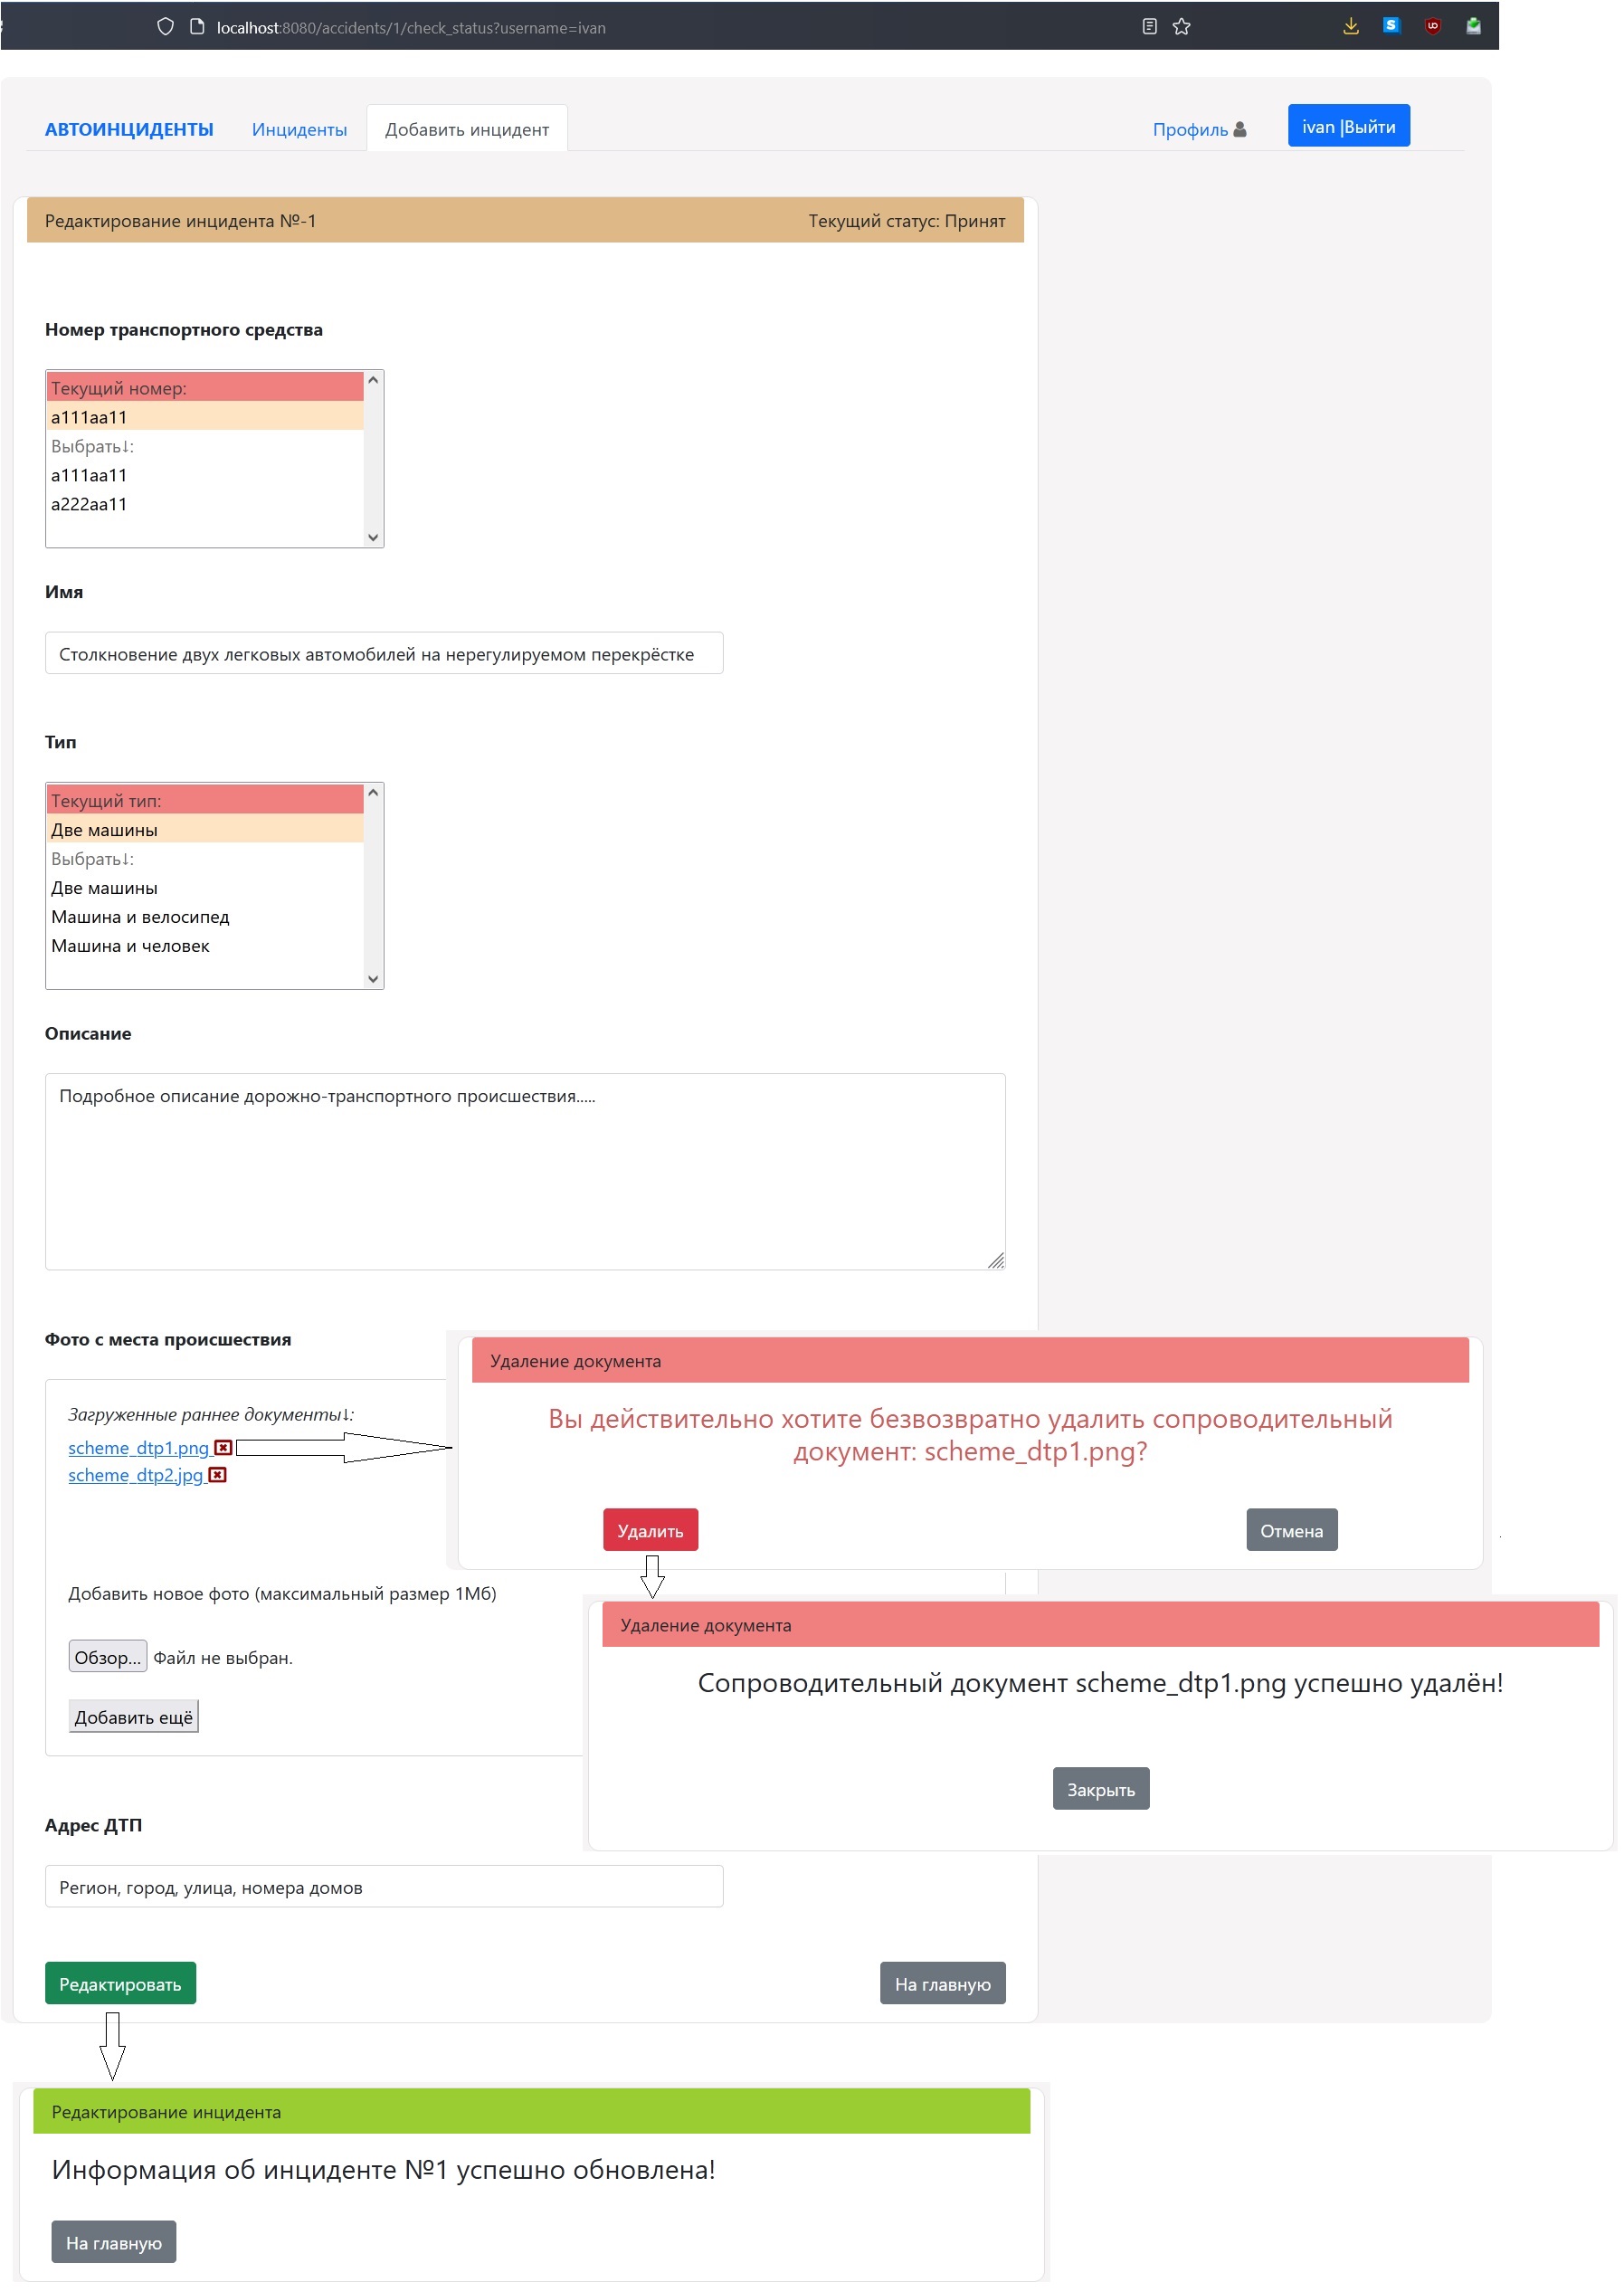 localhost:8080/accidents/1/check_status?username=ivan
АВТОИНЦИДЕНТЫ Инциденты Добавить инцидент Профиль ivan |Выйти
Редактирование инцидента №-1 Текущий статус: Принят
Номер транспортного средства
Текущий номер:
а111аа11
Выбрать↓:
а111аа11
а222аа11
Имя
Столкновение двух легковых автомобилей на нерегулируемом перекрёстке
Тип
Текущий тип:
Две машины
Выбрать↓:
Две машины
Машина и велосипед
Машина и человек
Описание
Подробное описание дорожно-транспортного происшествия.....
Фото с места происшествия
Загруженные раннее документы↓:
scheme_dtp1.png
scheme_dtp2.jpg
Удаление документа
Вы действительно хотите безвозвратно удалить сопроводительный
документ: scheme_dtp1.png?
Удалить Отмена
Добавить новое фото (максимальный размер 1Мб)
Обзор... Файл не выбран.
Добавить ещё
Удаление документа
Сопроводительный документ scheme_dtp1.png успешно удалён!
Закрыть
Адрес ДТП
Регион, город, улица, номера домов
Редактировать На главную
Редактирование инцидента
Информация об инциденте №1 успешно обновлена!
На главную